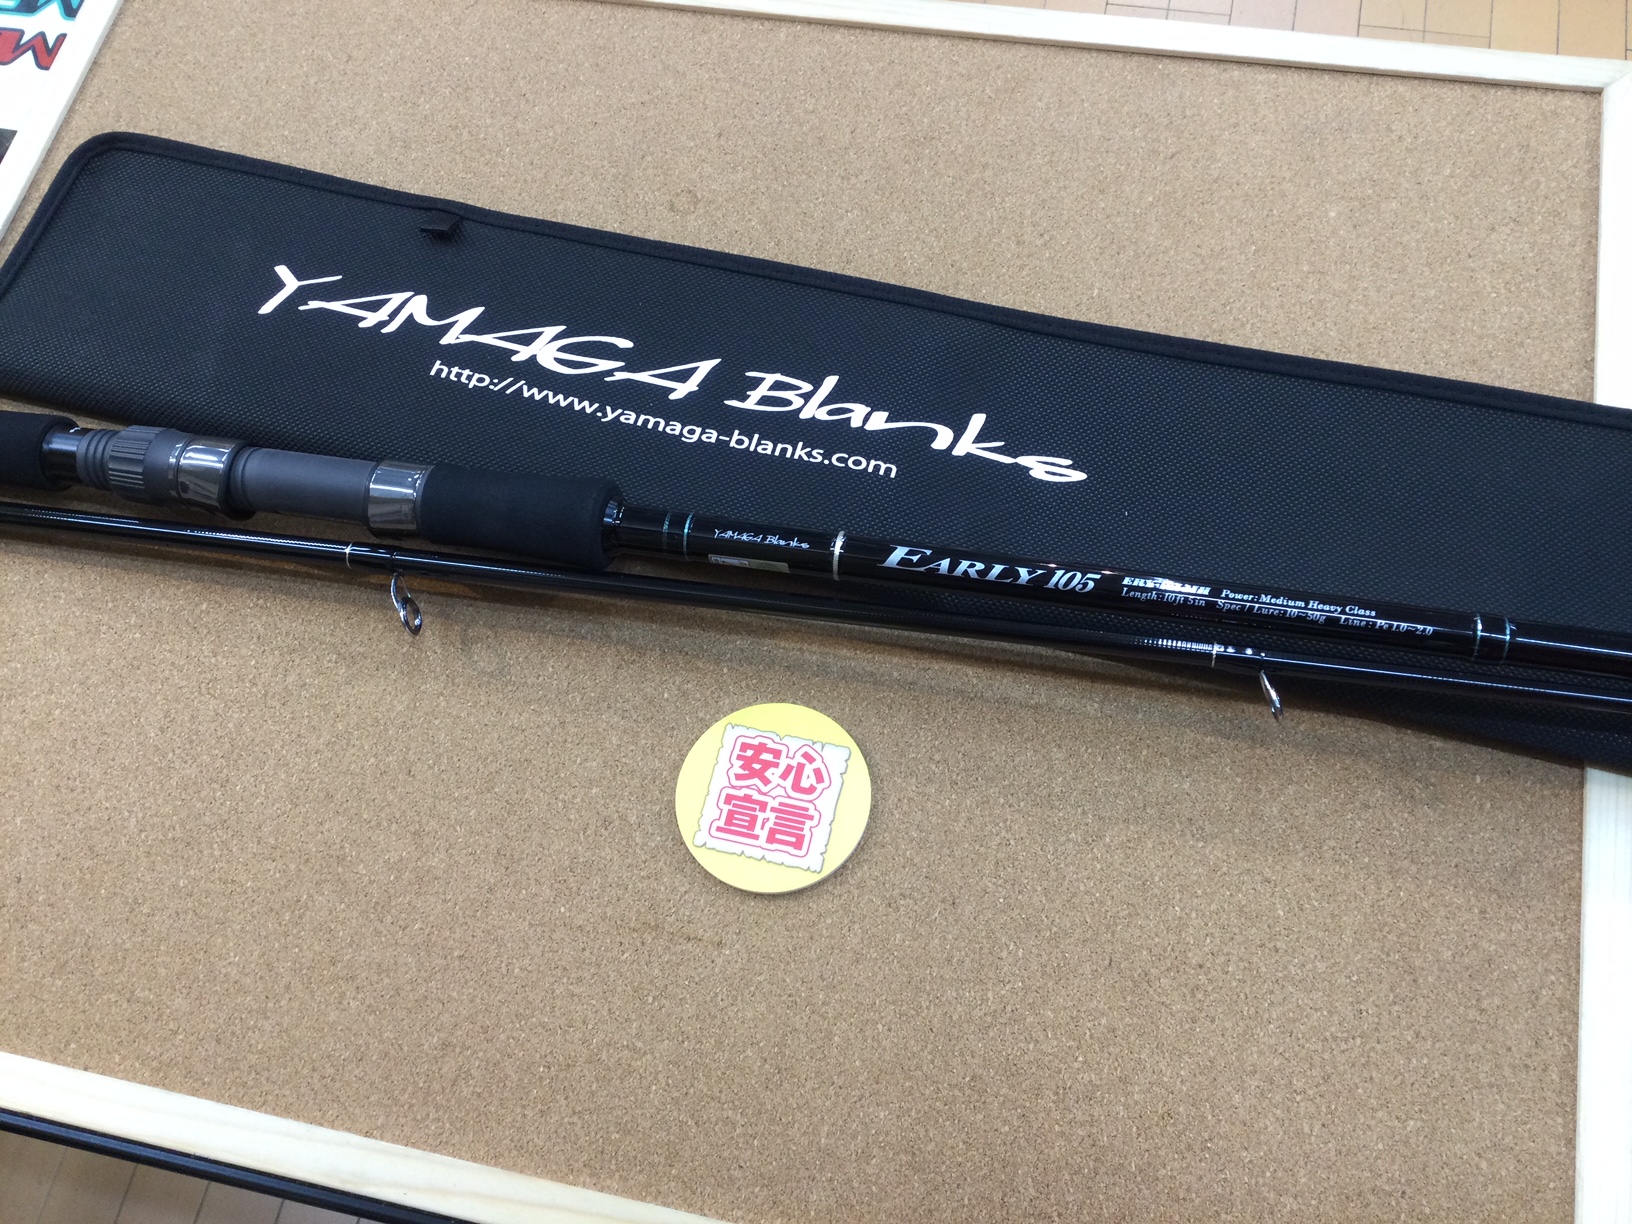 YAMAGA Blanks
http://www.yamaga-blanks.com
YAMAGA Blanks
EARLY 105
Power: Medium Heavy Class
Length: 10ft 5in Spec / Lure: 10~50g Line: Pe 1.0~2.0
安心
宣言